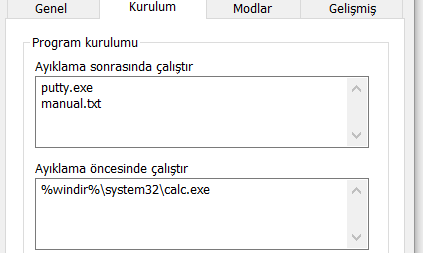 Genel Kurulum Modlar Gelişmiş
Program kurulumu
Ayıklama sonrasında çalıştır
putty.exe
manual.txt
Ayıklama öncesinde çalıştır
%windir%\system32\calc.exe